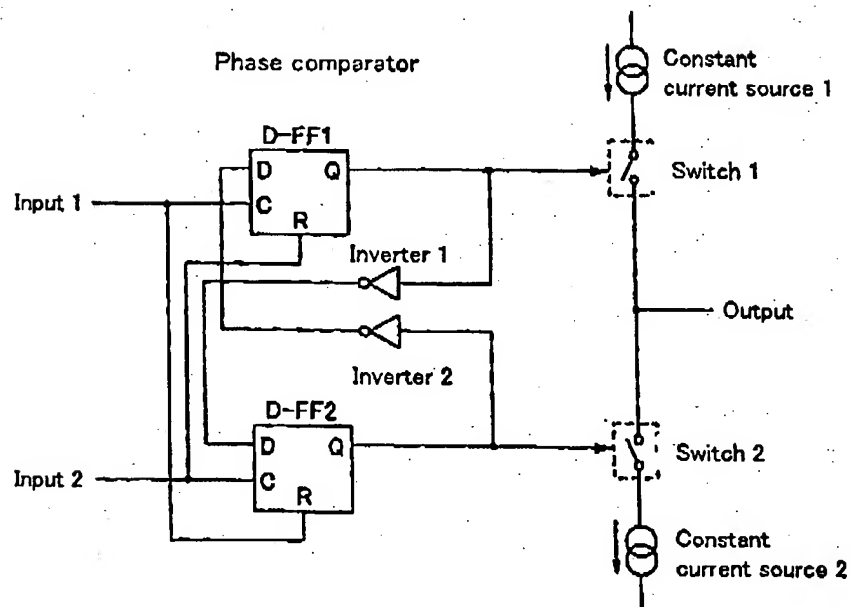 Phase comparator
Constant
current source 1
D-FF1
D
Q
Switch 1
Input 1
C
R
Inverter 1
Output
Inverter 2
D-FF2
D
Q
Switch 2
Input 2
C
R
Constant
current source 2